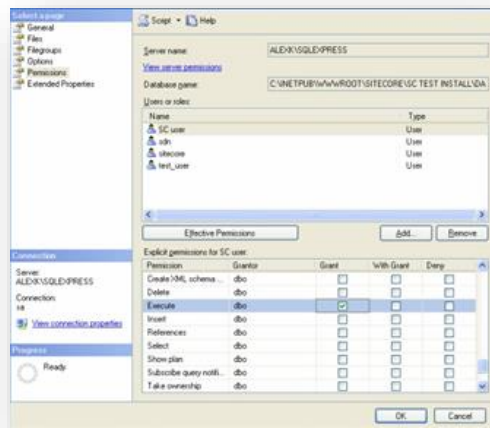 Select a page
General
Files
Filegroups
Options
Permissions
Extended Properties
Script Help
Server name: ALEXK\SQLEXPRESS
View server permissions
Database name: C:\INETPUB\WWWROOT\SITECORE\SC TEST INSTALL\DA
Users or roles:
Name Type
SC user User
sdn User
sitecore User
test_user User
Effective Permissions Add... Remove
Connection
Server:
ALEXK\SQLEXPRESS
Connection:
sa
View connection properties
Progress
Ready
Explicit permissions for SC user:
Permission Grantor Grant With Grant Deny
Create XML schema ... dbo
Delete dbo
Execute dbo
Insert dbo
References dbo
Select dbo
Show plan dbo
Subscribe query notifi... dbo
Take ownership dbo
OK Cancel